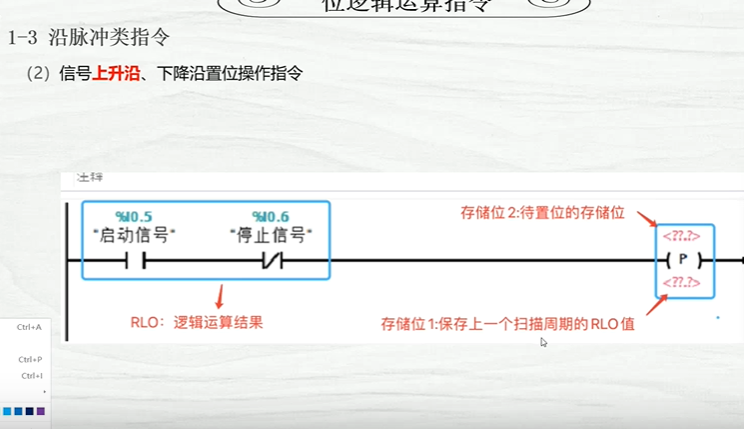 位逻辑运算指令
1-3 沿脉冲类指令
（2）信号上升沿、下降沿置位操作指令
注释
%I0.5
"启动信号"
%I0.6
"停止信号"
存储位2:待置位的存储位
<??.?>
P
<??.?>
RLO：逻辑运算结果
存储位1:保存上一个扫描周期的RLO值
Ctrl+A
Ctrl+P
Ctrl+I